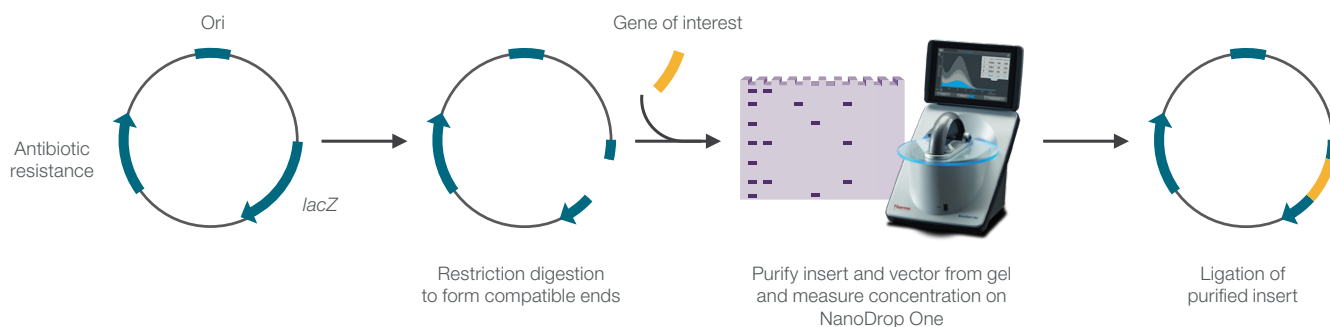 Ori
Gene of interest
Antibiotic
resistance
lacZ
Restriction digestion
to form compatible ends
Purify insert and vector from gel
and measure concentration on
NanoDrop One
Ligation of
purified insert
Thermo